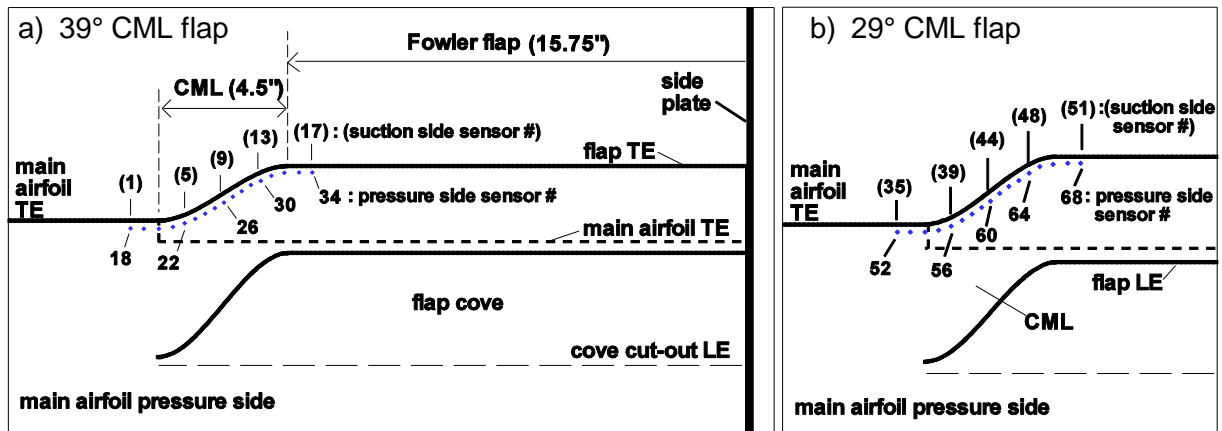 a) 39° CML flap
Fowler flap (15.75")
CML (4.5")
side
plate
(1)
(5)
(9)
(13)
(17) : (suction side sensor #)
flap TE
main
airfoil
TE
18
22
26
30
34 : pressure side sensor #
main airfoil TE
flap cove
cove cut-out LE
main airfoil pressure side
b) 29° CML flap
(35)
(39)
(44)
(48)
(51) :(suction side
sensor #)
main
airfoil
TE
52
56
60
64
68 : pressure side
sensor #
flap LE
CML
main airfoil pressure side